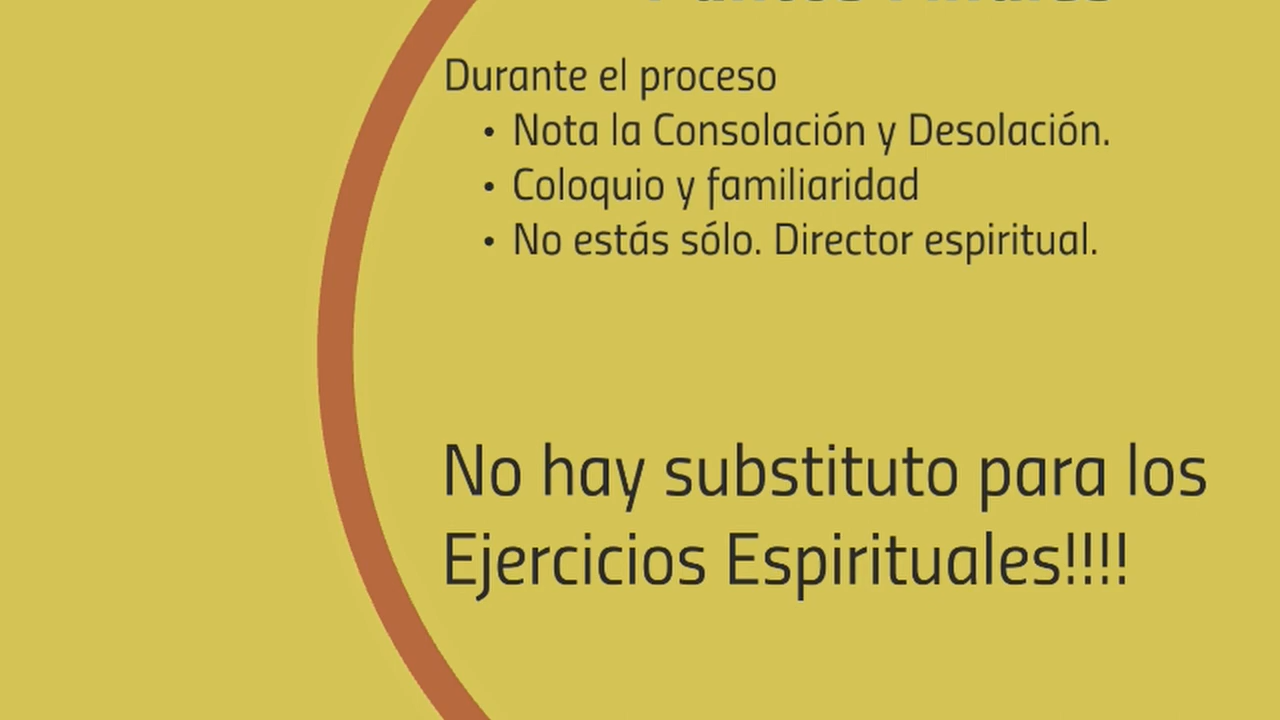 Durante el proceso
• Nota la Consolación y Desolación.
• Coloquio y familiaridad
• No estás sólo. Director espiritual.
No hay substituto para los
Ejercicios Espirituales!!!!